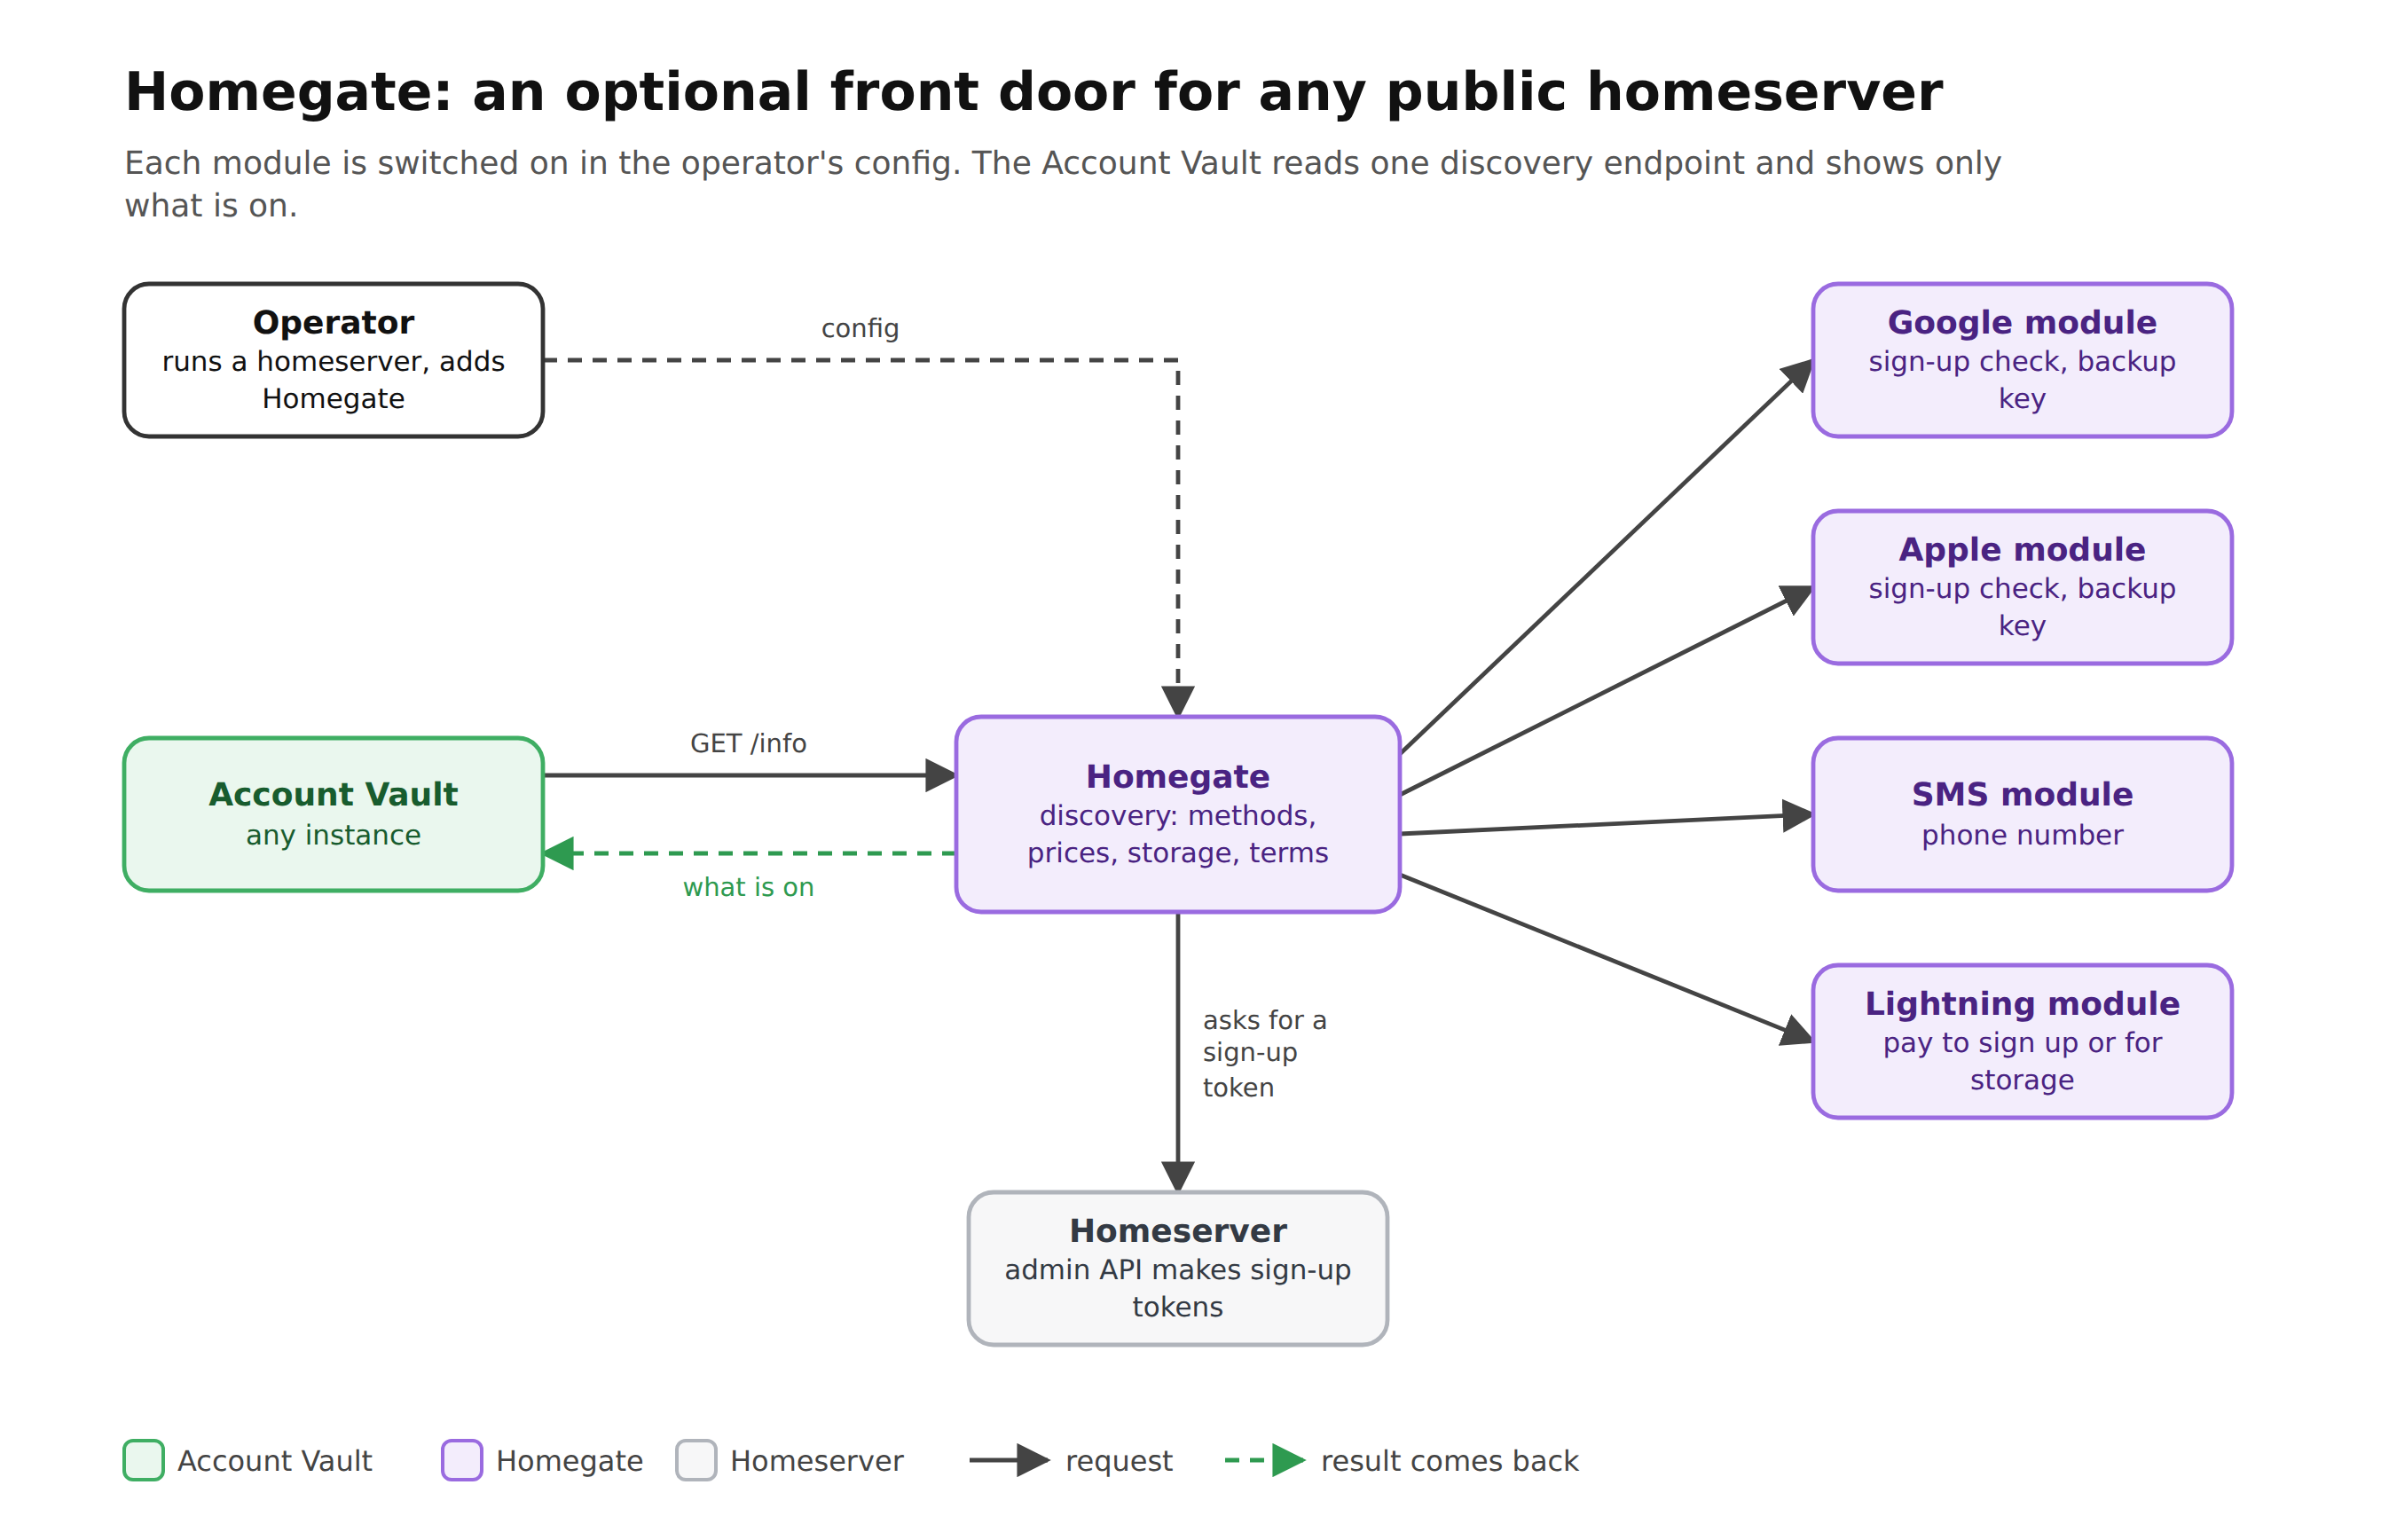 Homegate: an optional front door for any public homeserver
Each module is switched on in the operator's config. The Account Vault reads one discovery endpoint and shows only
what is on.
Operator
runs a homeserver, adds
Homegate
config
Google module
sign-up check, backup
key
Apple module
sign-up check, backup
key
Account Vault
any instance
GET /info
what is on
Homegate
discovery: methods,
prices, storage, terms
SMS module
phone number
Lightning module
pay to sign up or for
storage
asks for a
sign-up
token
Homeserver
admin API makes sign-up
tokens
Account Vault
Homegate
Homeserver
request
result comes back